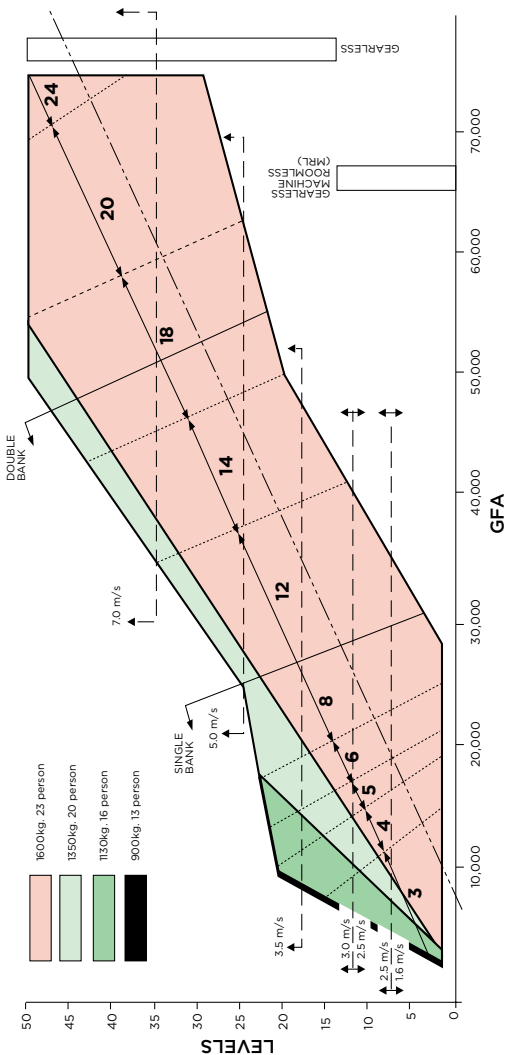 1600kg. 23 person
1350kg. 20 person
1130kg. 16 person
900kg. 13 person
LEVELS
50
45
40
35
30
25
20
15
10
5
0
10,000
20,000
30,000
40,000
50,000
60,000
70,000
GFA
SINGLE
BANK
DOUBLE
BANK
7.0 m/s
5.0 m/s
3.5 m/s
3.0 m/s
2.5 m/s
2.5 m/s
1.6 m/s
3
4
5
6
8
12
14
18
20
24
GEARLESS
MACHINE
ROOMLESS
(MRL)
GEARLESS